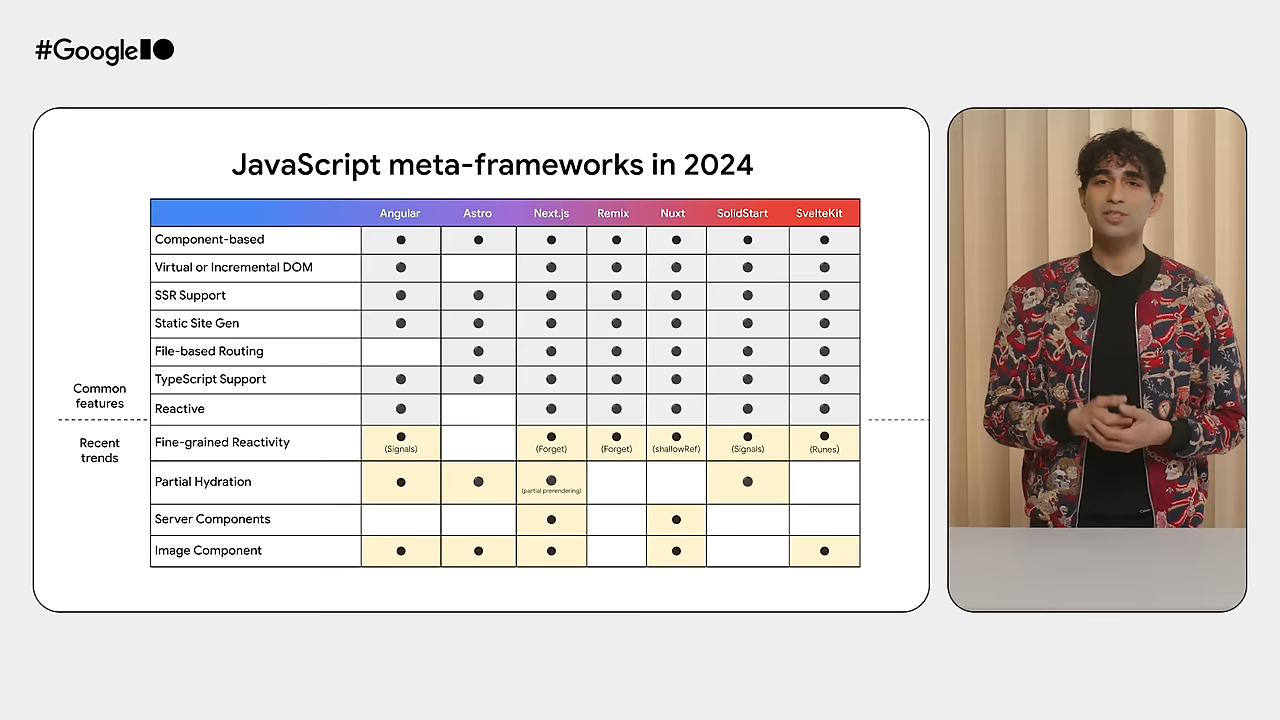 #GoogleIO
JavaScript meta-frameworks in 2024
Angular Astro Next.js Remix Nuxt SolidStart SvelteKit
Component-based ● ● ● ● ● ● ●
Virtual or Incremental DOM ● ● ● ● ● ●
SSR Support ● ● ● ● ● ● ●
Static Site Gen ● ● ● ● ● ● ●
File-based Routing ● ● ● ● ● ●
TypeScript Support ● ● ● ● ● ● ●
Common
features
Reactive ● ● ● ● ● ●
Recent
trends
Fine-grained Reactivity ● ● ● ● ● ●
(Signals) (Forget) (Forget) (shallowRef) (Signals) (Runes)
Partial Hydration ● ● ● ●
(partial prerendering)
Server Components ● ●
Image Component ● ● ● ● ●